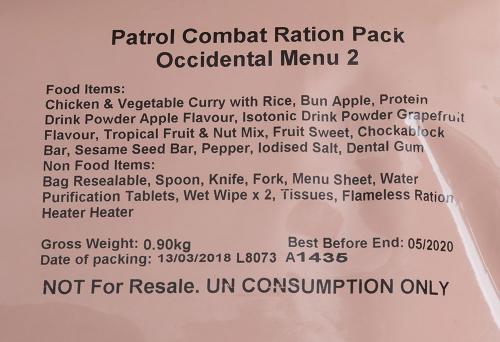 Patrol Combat Ration Pack
Occidental Menu 2
Food Items:
Chicken & Vegetable Curry with Rice, Bun Apple, Protein
Drink Powder Apple Flavour, Isotonic Drink Powder Grapefruit
Flavour, Tropical Fruit & Nut Mix, Fruit Sweet, Chockablock
Bar, Sesame Seed Bar, Pepper, Iodised Salt, Dental Gum
Non Food Items:
Bag Resealable, Spoon, Knife, Fork, Menu Sheet, Water
Purification Tablets, Wet Wipe x 2, Tissues, Flameless Ration
Heater Heater
Gross Weight: 0.90kg Best Before End: 05/2020
Date of packing: 13/03/2018 L8073 A1435
NOT For Resale. UN CONSUMPTION ONLY